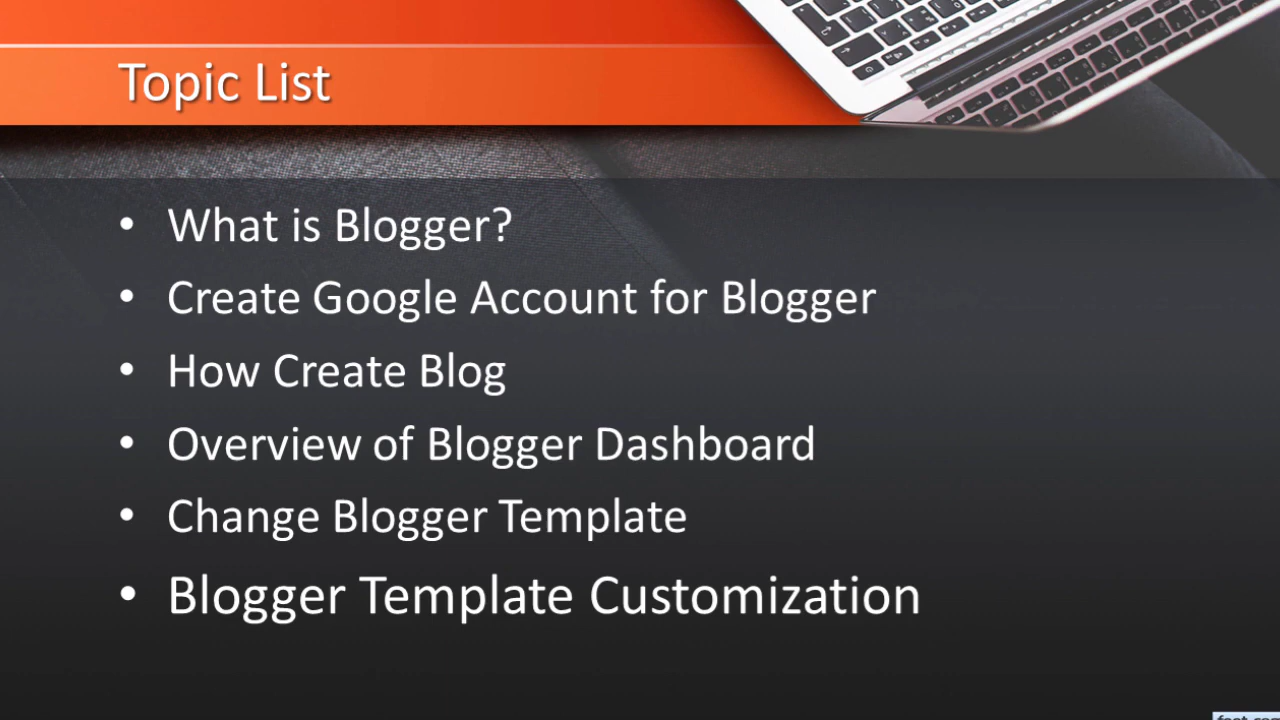 Topic List
• What is Blogger?
• Create Google Account for Blogger
• How Create Blog
• Overview of Blogger Dashboard
• Change Blogger Template
• Blogger Template Customization